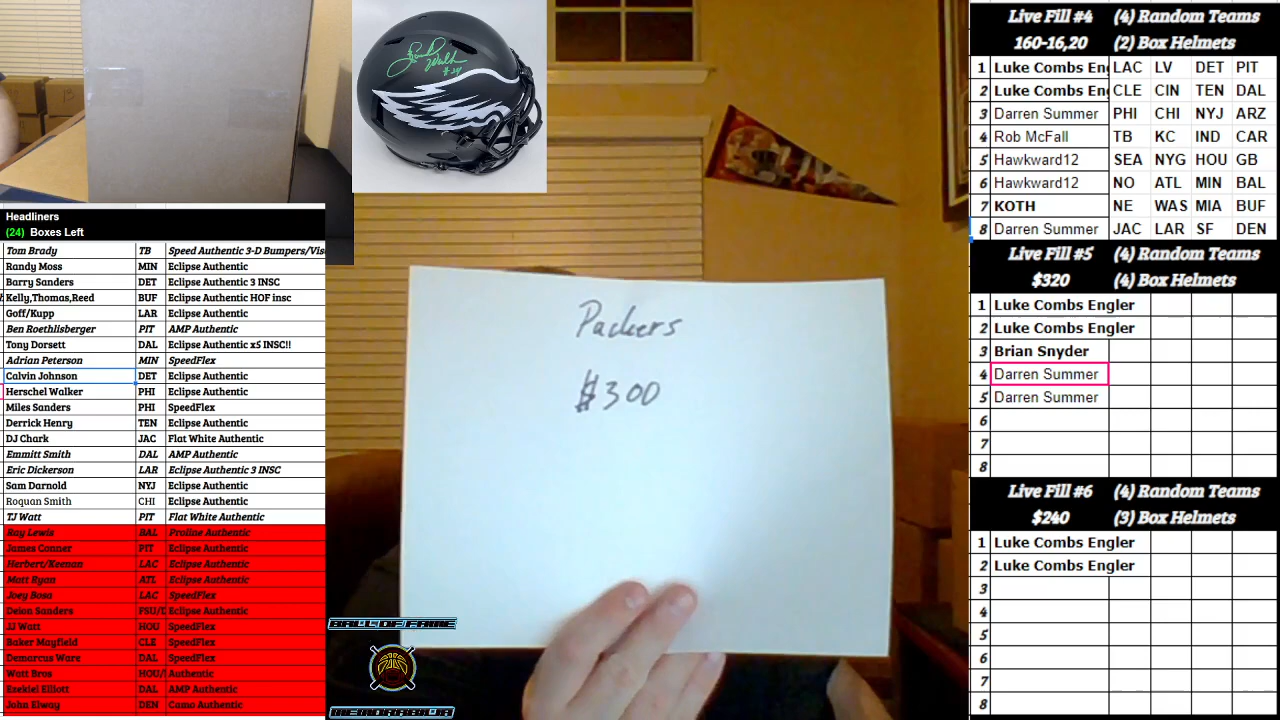 Headliners
(24) Boxes Left
Tom Brady TB Speed Authentic 3-D Bumpers/Vis
Randy Moss MIN Eclipse Authentic
Barry Sanders DET Eclipse Authentic 3 INSC
Kelly,Thomas,Reed BUF Eclipse Authentic HOF insc
Goff/Kupp LAR Eclipse Authentic
Ben Roethlisberger PIT AMP Authentic
Tony Dorsett DAL Eclipse Authentic x5 INSC!!
Adrian Peterson MIN SpeedFlex
Calvin Johnson DET Eclipse Authentic
Herschel Walker PHI Eclipse Authentic
Miles Sanders PHI SpeedFlex
Derrick Henry TEN Eclipse Authentic
DJ Chark JAC Flat White Authentic
Emmitt Smith DAL AMP Authentic
Eric Dickerson LAR Eclipse Authentic 3 INSC
Sam Darnold NYJ Eclipse Authentic
Roquan Smith CHI Eclipse Authentic
TJ Watt PIT Flat White Authentic
Ray Lewis BAL Proline Authentic
James Conner PIT Eclipse Authentic
Herbert/Keenan LAC Eclipse Authentic
Matt Ryan ATL Eclipse Authentic
Joey Bosa LAC SpeedFlex
Deion Sanders FSU/ Eclipse Authentic
JJ Watt HOU SpeedFlex
Baker Mayfield CLE SpeedFlex
Demarcus Ware DAL SpeedFlex
Watt Bros HOU/ Authentic
Ezekiel Elliott DAL AMP Authentic
John Elway DEN Camo Authentic
Packers
$300
BALL OF FAME
MEMORABILIA
Live Fill #4 (4) Random Teams
160-16,20 (2) Box Helmets
1 Luke Combs Eng LAC LV DET PIT
2 Luke Combs Eng CLE CIN TEN DAL
3 Darren Summer PHI CHI NYJ ARZ
4 Rob McFall TB KC IND CAR
5 Hawkward12 SEA NYG HOU GB
6 Hawkward12 NO ATL MIN BAL
7 KOTH NE WAS MIA BUF
8 Darren Summer JAC LAR SF DEN
Live Fill #5 (4) Random Teams
$320 (4) Box Helmets
1 Luke Combs Engler
2 Luke Combs Engler
3 Brian Snyder
4 Darren Summer
5 Darren Summer
6
7
8
Live Fill #6 (4) Random Teams
$240 (3) Box Helmets
1 Luke Combs Engler
2 Luke Combs Engler
3
4
5
6
7
8